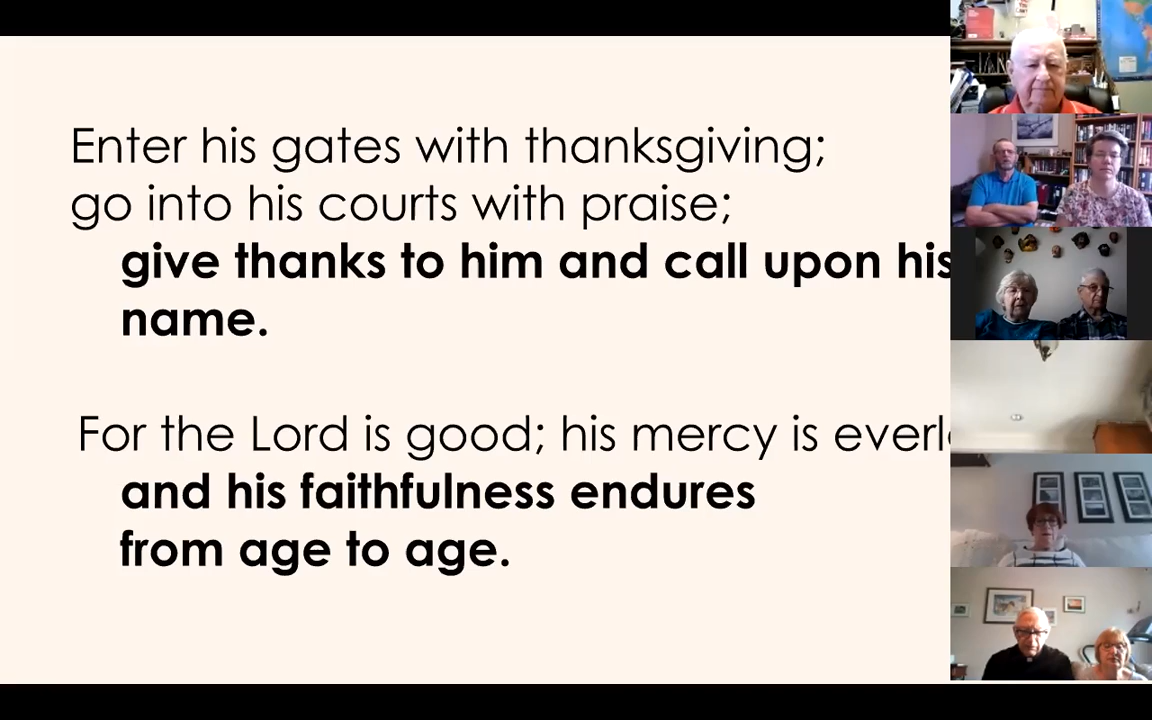 Enter his gates with thanksgiving;
go into his courts with praise;
give thanks to him and call upon his
name.
For the Lord is good; his mercy is everl
and his faithfulness endures
from age to age.